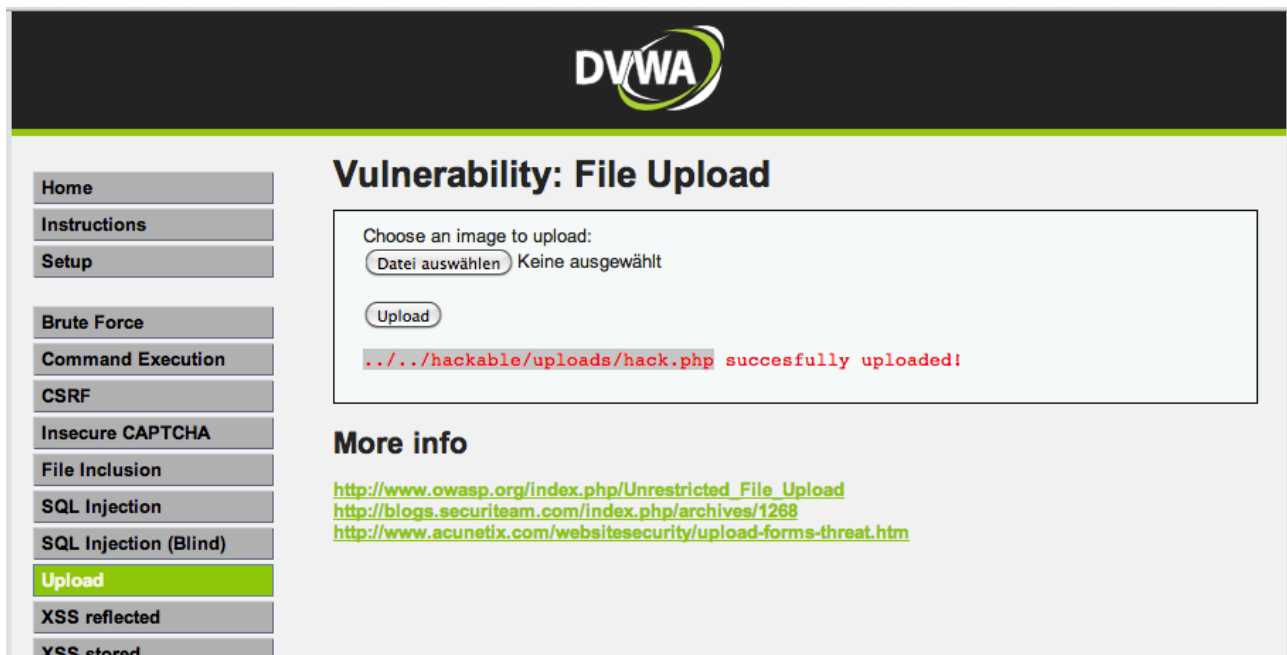 DVWA
Home
Instructions
Setup
Brute Force
Command Execution
CSRF
Insecure CAPTCHA
File Inclusion
SQL Injection
SQL Injection (Blind)
Upload
XSS reflected
XSS stored
Vulnerability: File Upload
Choose an image to upload:
Datei auswählen Keine ausgewählt
Upload
../../hackable/uploads/hack.php succesfully uploaded!
More info
http://www.owasp.org/index.php/Unrestricted_File_Upload
http://blogs.securiteam.com/index.php/archives/1268
http://www.acunetix.com/websitesecurity/upload-forms-threat.htm